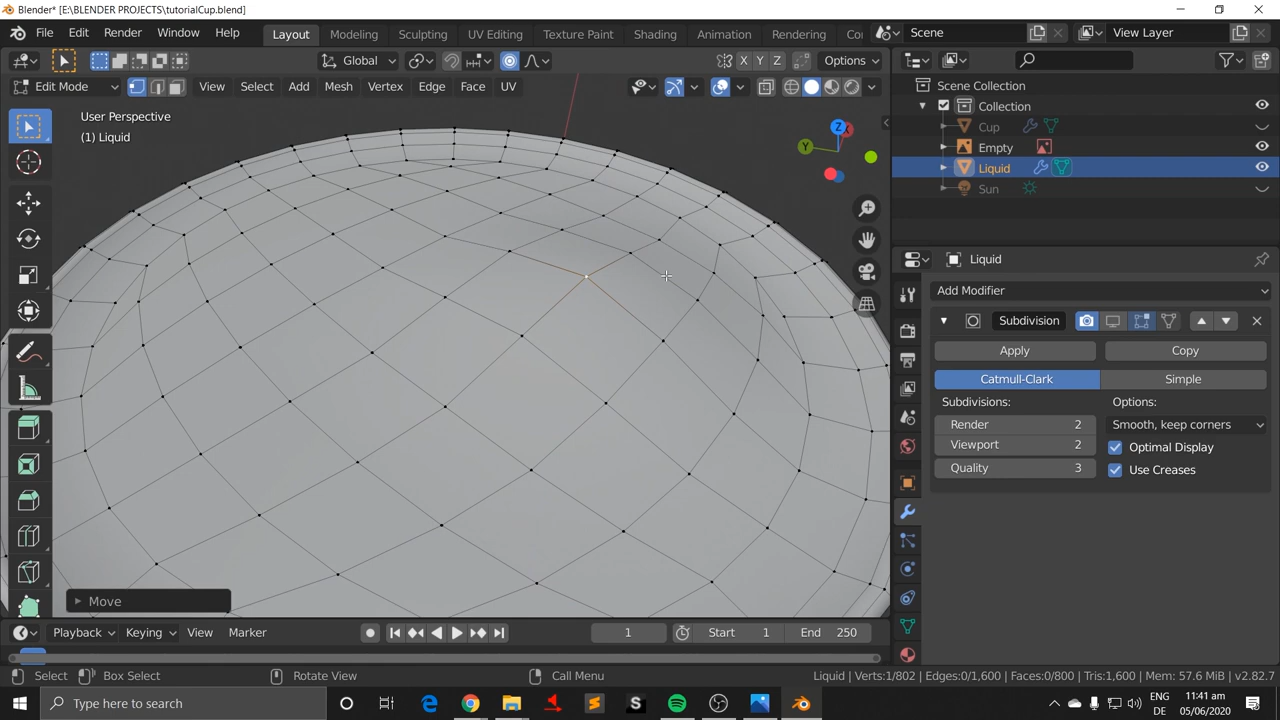 Blender* [E:\BLENDER PROJECTS\tutorialCup.blend]
File Edit Render Window Help Layout Modeling Sculpting UV Editing Texture Paint Shading Animation Rendering Co Scene View Layer
Global Options
Edit Mode View Select Add Mesh Vertex Edge Face UV
X Y Z
User Perspective
(1) Liquid
Z X Y
Scene Collection
Collection
Cup
Empty
Liquid
Sun
Liquid
Add Modifier
Subdivision
Apply Copy
Catmull-Clark Simple
Subdivisions: Options:
Render 2 Smooth, keep corners
Viewport 2 Optimal Display
Quality 3 Use Creases
Move
Playback Keying View Marker 1 Start 1 End 250
Select Box Select Rotate View Call Menu Liquid | Verts:1/802 | Edges:0/1,600 | Faces:0/800 | Tris:1,600 | Mem: 57.6 MiB | v2.82.7
Type here to search
S
ENG
DE
11:41 am
05/06/2020